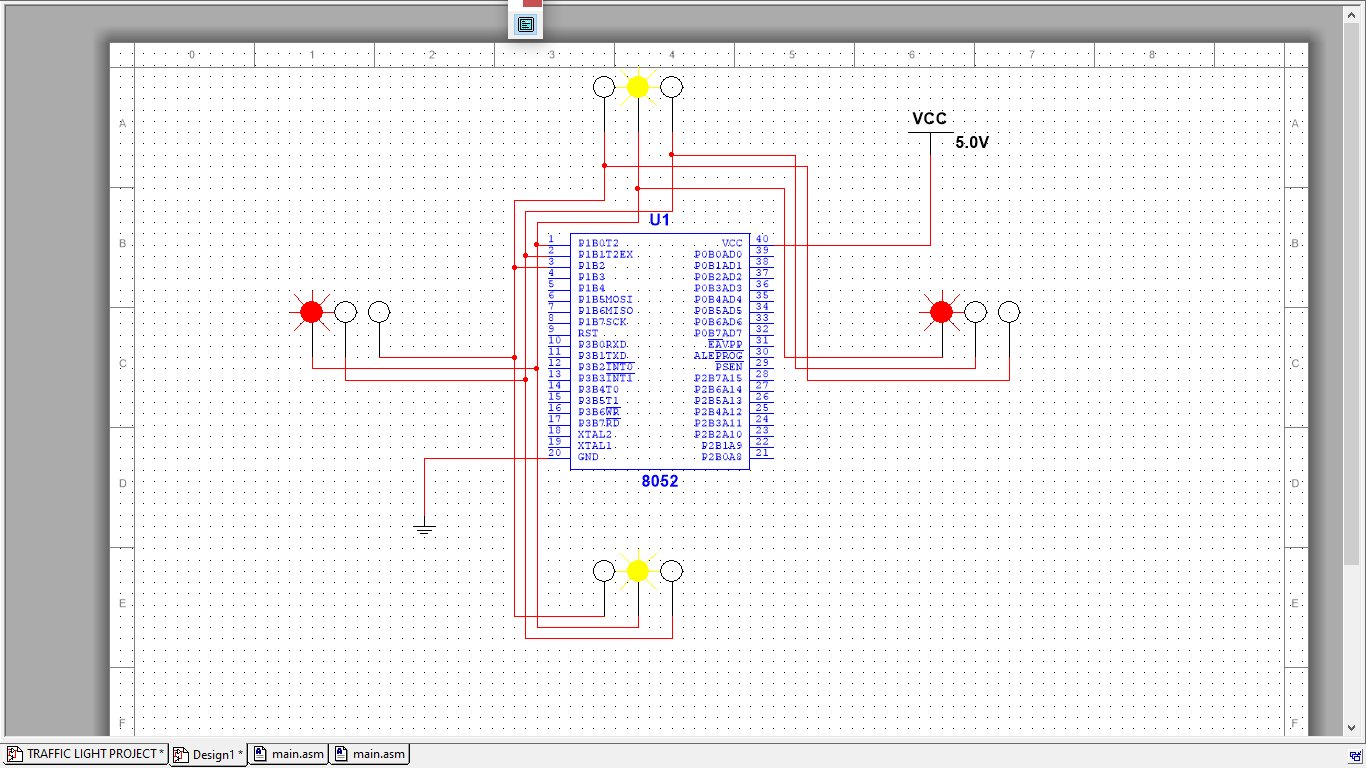 0 1 2 3 4 5 6 7 8
A A
VCC
5.0V
B B
U1
1 P1B0T2 VCC 40
2 P1B1T2EX P0B0AD0 39
3 P1B2 P0B1AD1 38
4 P1B3 P0B2AD2 37
5 P1B4 P0B3AD3 36
6 P1B5MOSI P0B4AD4 35
7 P1B6MISO P0B5AD5 34
8 P1B7SCK P0B6AD6 33
9 RST P0B7AD7 32
10 P3B0RXD EAVPP 31
11 P3B1TXD ALEPROG 30
12 P3B2INT0 PSEN 29
13 P3B3INT1 P2B7A15 28
14 P3B4T0 P2B6A14 27
15 P3B5T1 P2B5A13 26
16 P3B6WR P2B4A12 25
17 P3B7RD P2B3A11 24
18 XTAL2 P2B2A10 23
19 XTAL1 P2B1A9 22
20 GND P2B0A8 21
C C
8052
D D
E E
F F
TRAFFIC LIGHT PROJECT * Design1 * main.asm main.asm